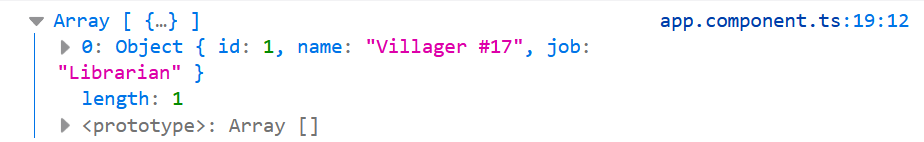 Array [ {…} ] app.component.ts:19:12
0: Object { id: 1, name: "Villager #17", job:
"Librarian" }
length: 1
<prototype>: Array []